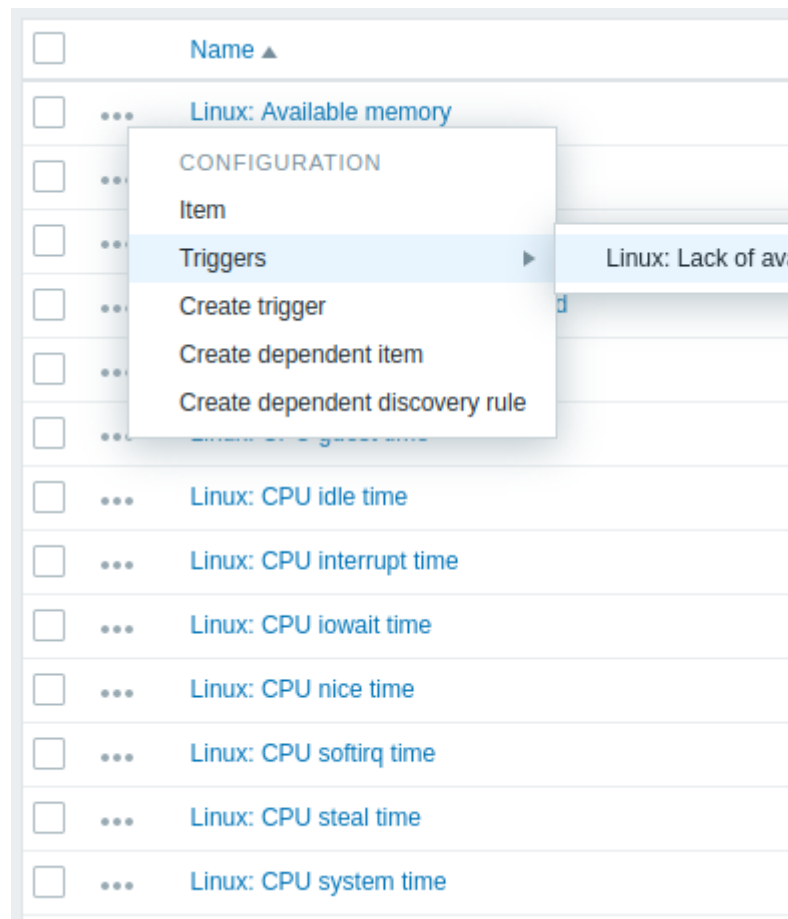 Name ▲
Linux: Available memory
CONFIGURATION
Item
Triggers
Linux: Lack of
Create trigger
Create dependent item
Create dependent discovery rule
Linux: CPU idle time
Linux: CPU interrupt time
Linux: CPU iowait time
Linux: CPU nice time
Linux: CPU softirq time
Linux: CPU steal time
Linux: CPU system time